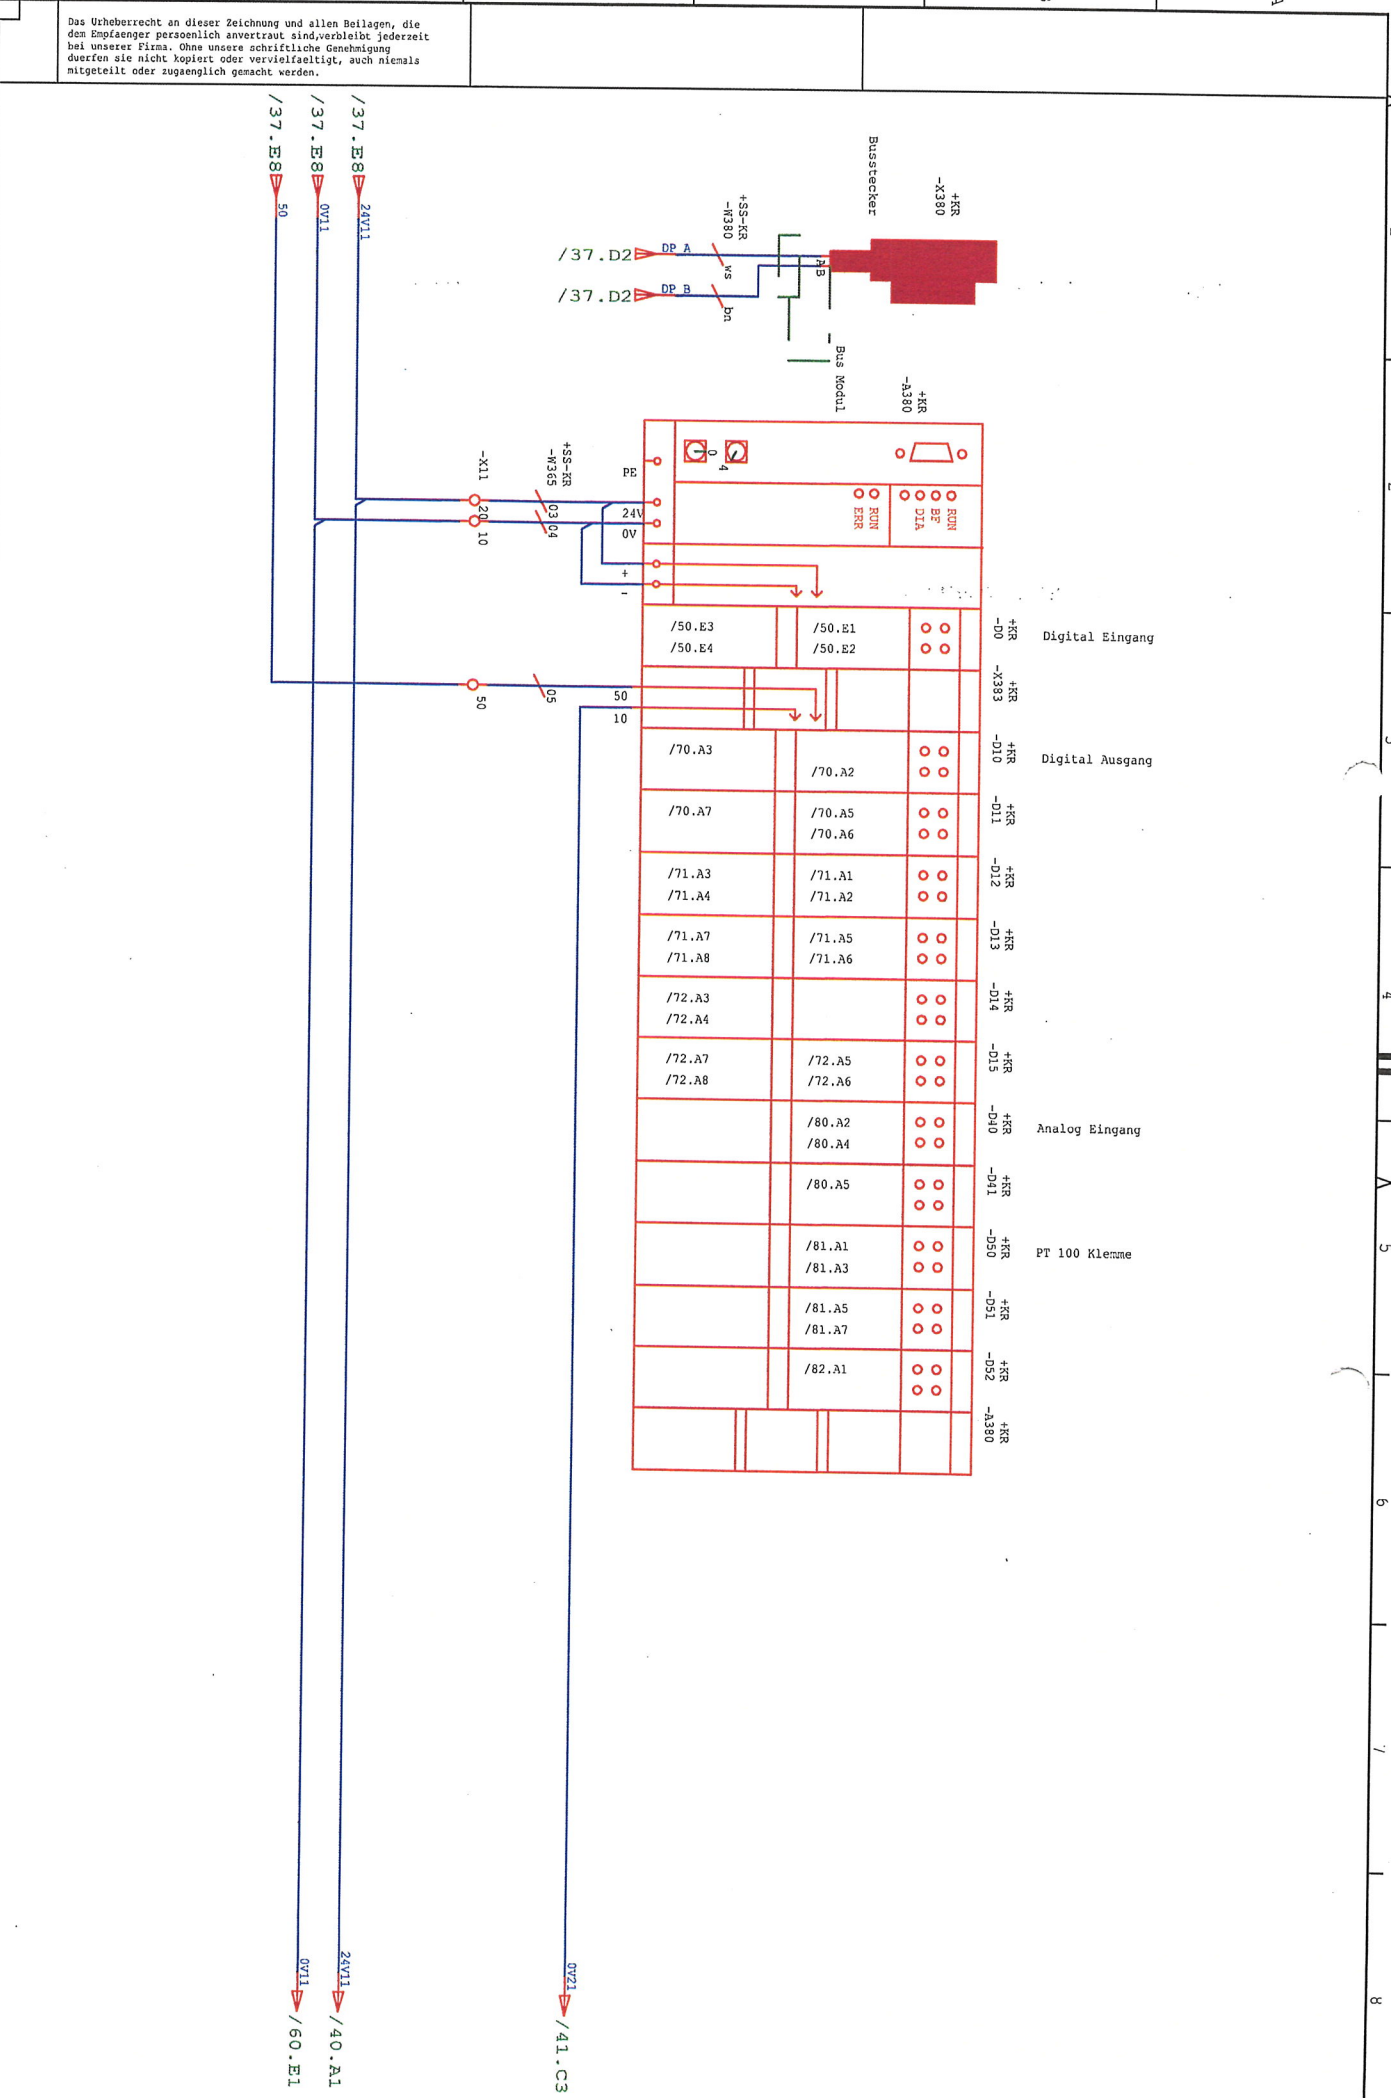 Das Urheberrecht an dieser Zeichnung und allen Beilagen, die
dem Empfaenger persoenlich anvertraut sind,verbleibt jederzeit
bei unserer Firma. Ohne unsere schriftliche Genehmigung
duerfen sie nicht kopiert oder vervielfaeltigt, auch niemals
mitgeteilt oder zugaenglich gemacht werden.
/37.E8
/37.E8
/37.E8
50
0V11
24V11
Busstecker
+KR
-X380
+SS-KR
-W380
/37.D2
DP A
ws
/37.D2
DP B
bn
AB
Bus Modul
+KR
-A380
-X11
+SS-KR
-W365
PE
0
4
20
03
24V
10
04
0V
RUN
ERR
RUN
BF
DIA
+
-
/50.E3
/50.E1
/50.E4
/50.E2
+KR
-D0
Digital Eingang
50
05
50
10
+KR
-X383
/70.A3
/70.A2
+KR
-D10
Digital Ausgang
/70.A7
/70.A5
/70.A6
+KR
-D11
/71.A3
/71.A1
/71.A4
/71.A2
+KR
-D12
/71.A7
/71.A5
/71.A8
/71.A6
+KR
-D13
/72.A3
/72.A4
+KR
-D14
/72.A7
/72.A5
/72.A8
/72.A6
+KR
-D15
/80.A2
/80.A4
+KR
-D40
Analog Eingang
/80.A5
+KR
-D41
/81.A1
/81.A3
+KR
-D50
PT 100 Klemme
/81.A5
/81.A7
+KR
-D51
/82.A1
+KR
-D52
+KR
-A380
4
5
6
7
8
0V11
24V11
0V21
/60.E1
/40.A1
/41.C3